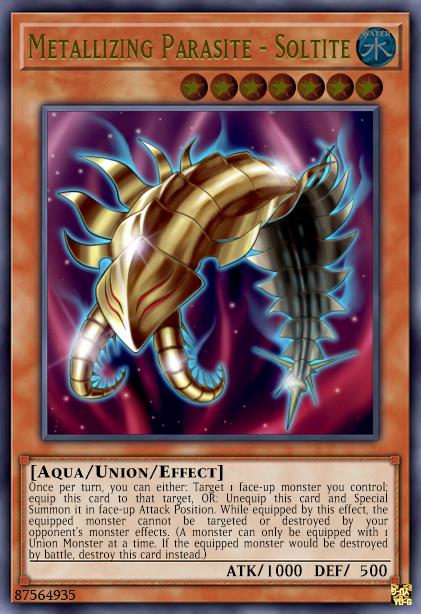 METALLIZING PARASITE - SOLTITE
WATER
水
[AQUA/UNION/EFFECT]
Once per turn, you can either: Target 1 face-up monster you control;
equip this card to that target, OR: Unequip this card and Special
Summon it in face-up Attack Position. While equipped by this effect, the
equipped monster cannot be targeted or destroyed by your
opponent's monster effects. (A monster can only be equipped with 1
Union Monster at a time. If the equipped monster would be destroyed
by battle, destroy this card instead.)
ATK/1000 DEF/ 500
87564935